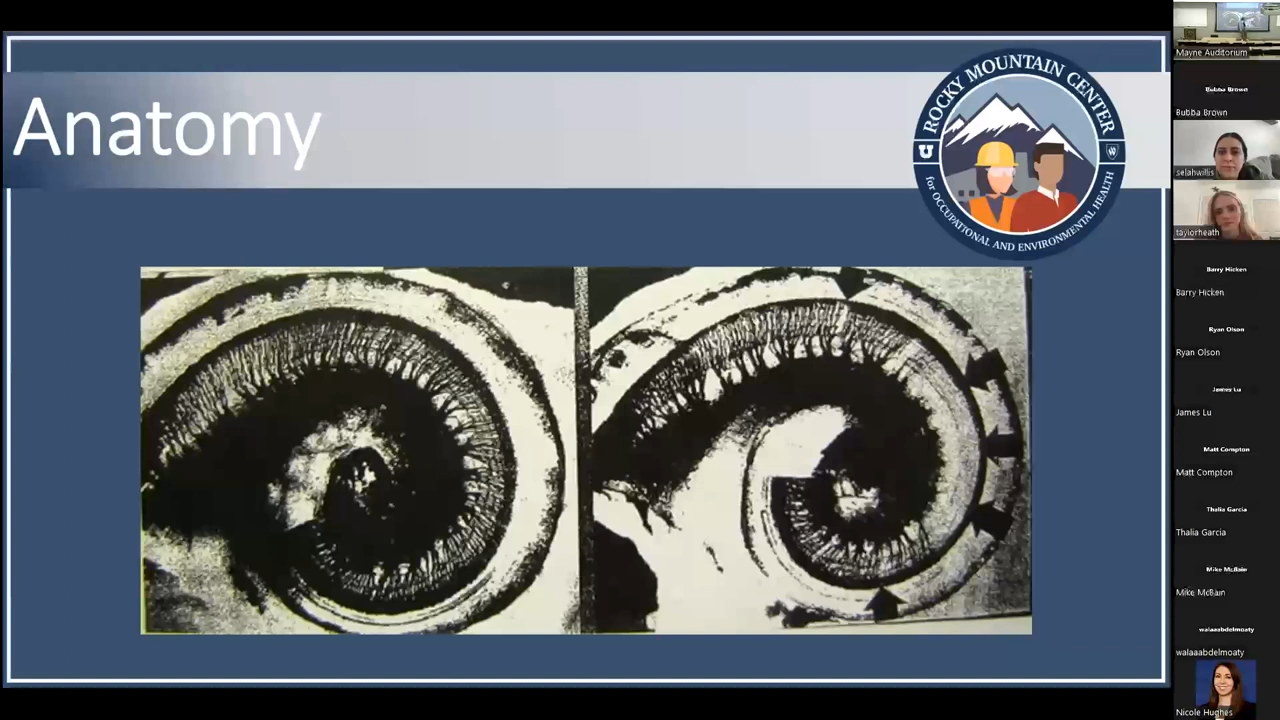 Anatomy
ROCKY MOUNTAIN CENTER
for OCCUPATIONAL AND ENVIRONMENTAL HEALTH
U
Mayne Auditorium
Bubba Brown
Bubba Brown
selahwillis
taylorheath
Barry Hicken
Barry Hicken
Ryan Olson
Ryan Olson
James Lu
James Lu
Matt Compton
Matt Compton
Thalia Garcia
Thalia Garcia
Mike McBain
Mike McBain
walaaabdelmoaty
walaaabdelmoaty
Nicole Hughes